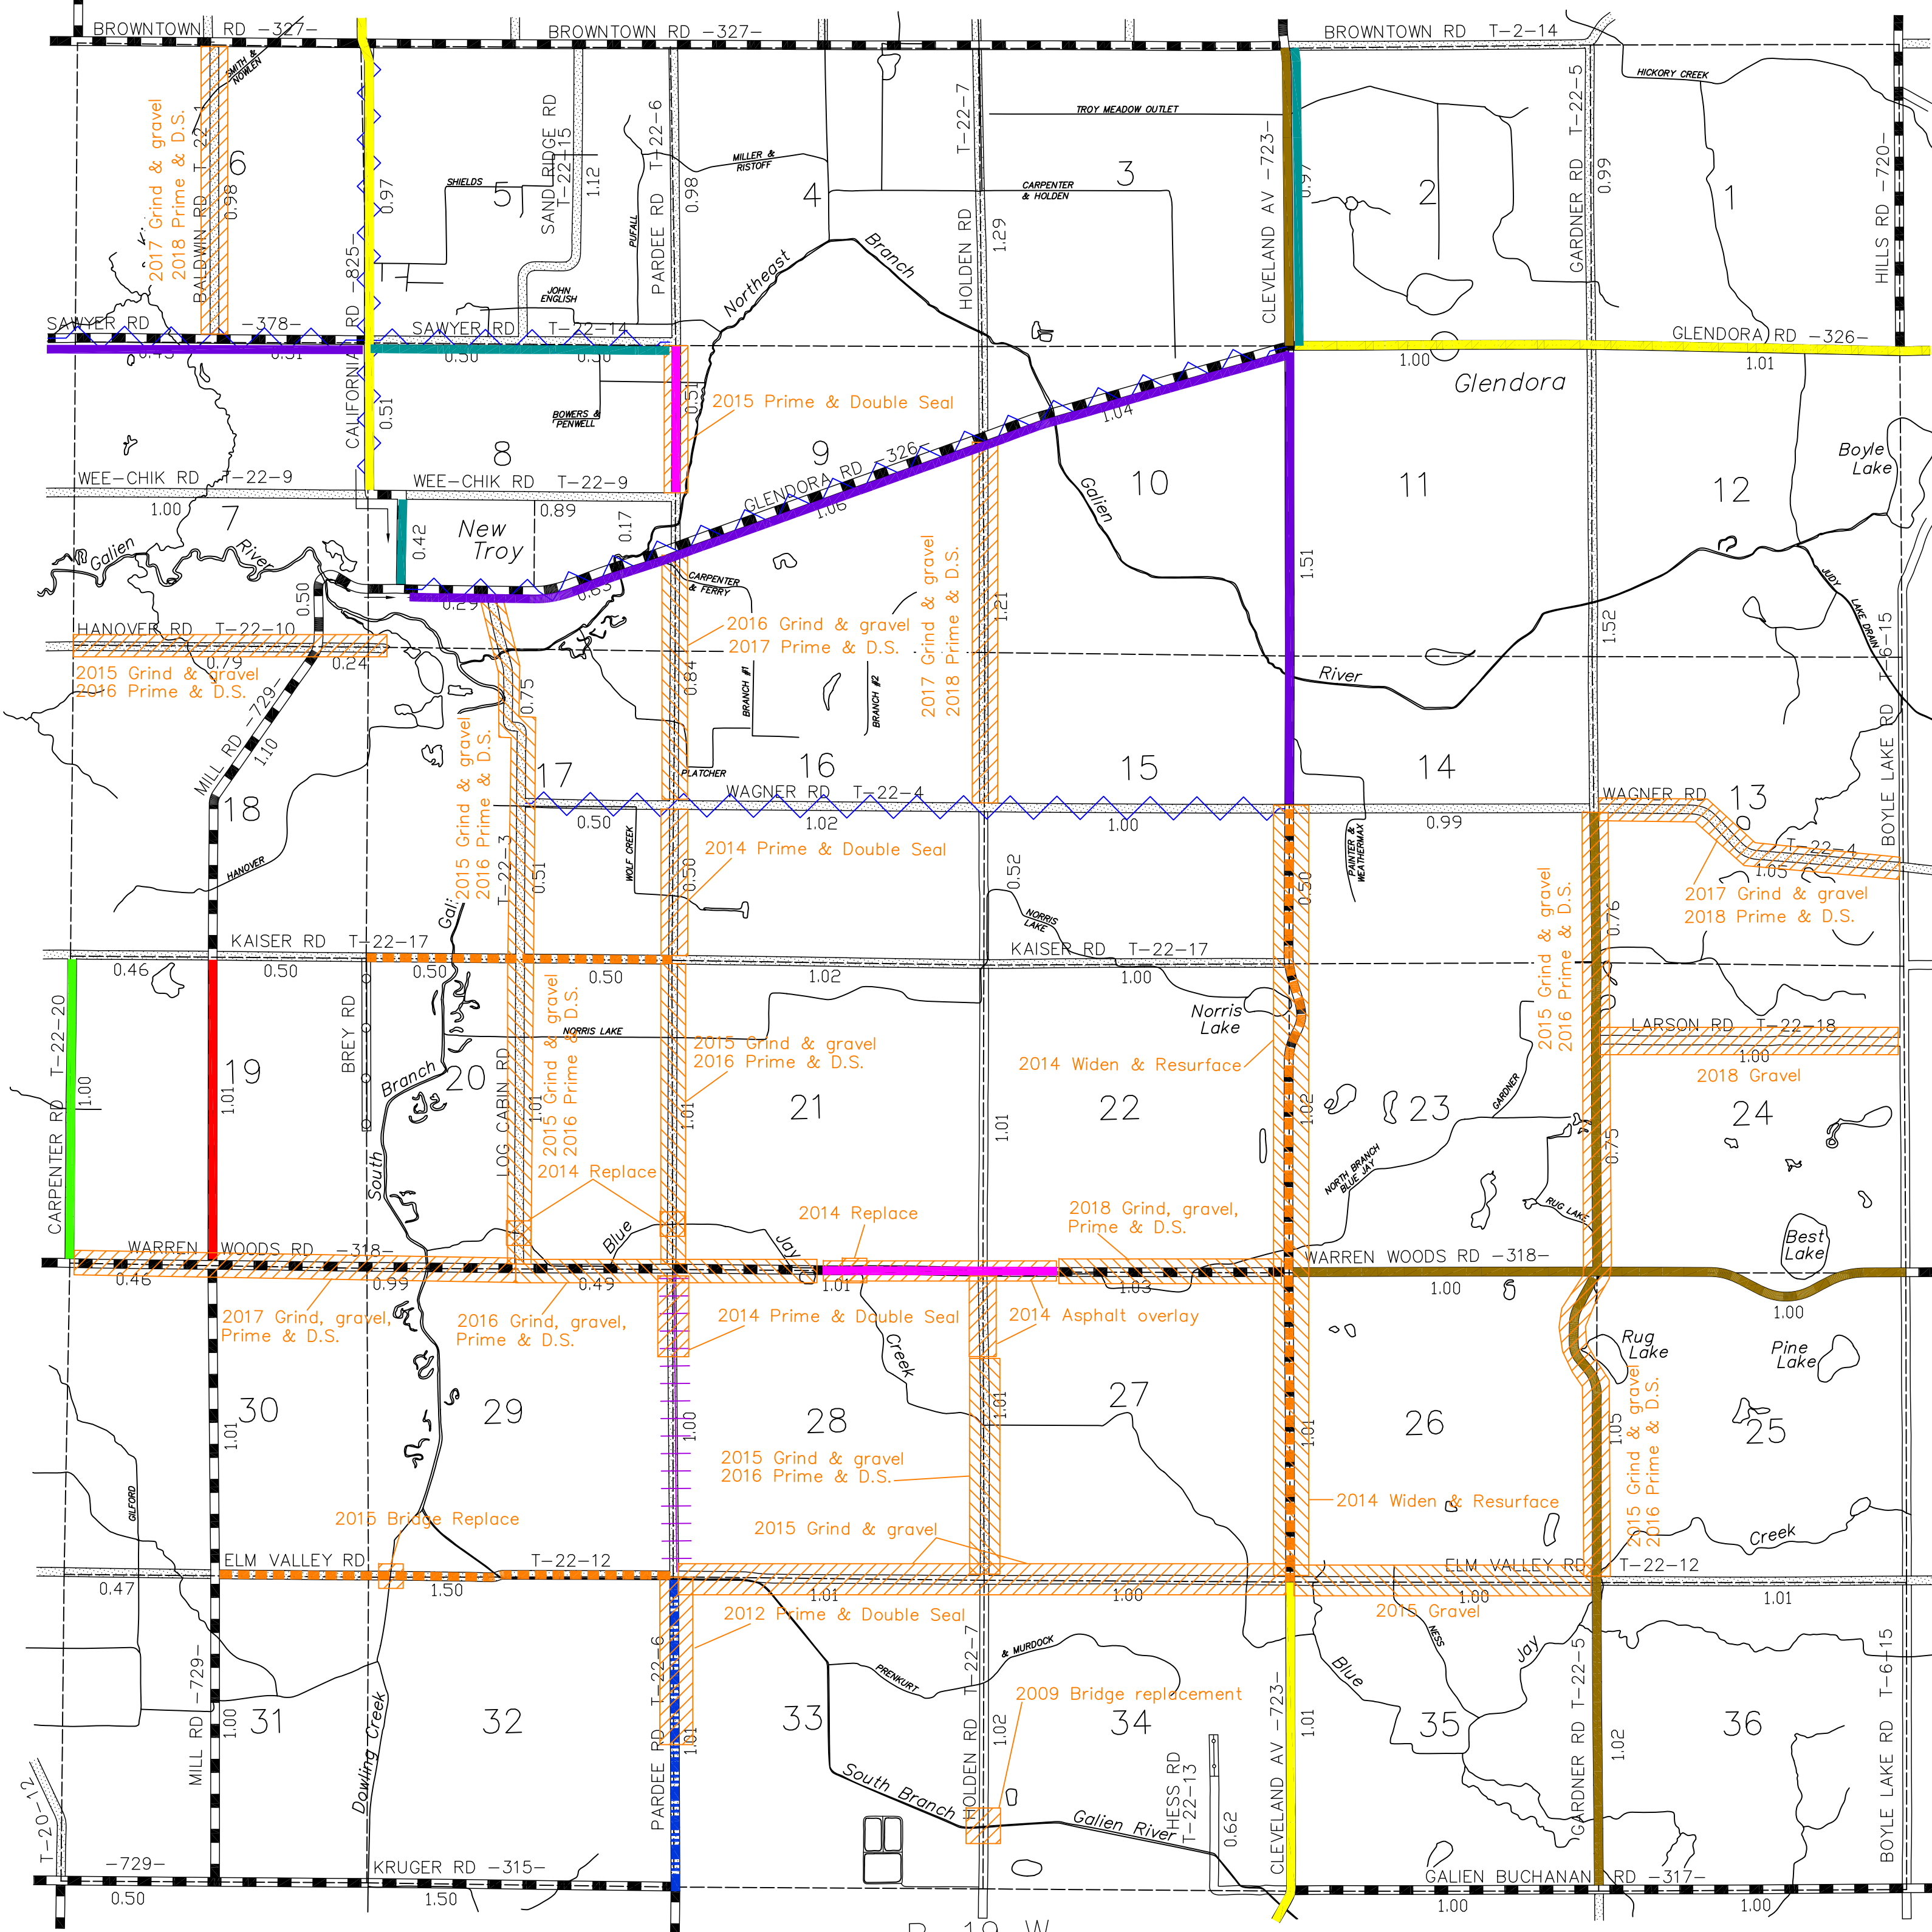 BROWNTOWN RD -327-
BROWNTOWN RD -327-
BROWNTOWN RD T-2-14
SMITH &
NOWLEN
HICKORY CREEK
TROY MEADOW OUTLET
2017 Grind & gravel
2018 Prime & D.S.
BALDWIN RD T-22-1
0.98
6
0.97
CALIFORNIA RD -825-
SHIELDS
5
SAND RIDGE RD
T-22-15
1.12
PUFALL
PARDEE RD T-22-6
0.98
MILLER &
RISTOFF
4
T-22-7
HOLDEN RD
1.29
CARPENTER
& HOLDEN
3
CLEVELAND AV -723-
0.97
2
GARDNER RD T-22-5
0.99
1
HILLS RD -720-
JOHN
ENGLISH
Northeast
Branch
SAWYER RD -378-
SAWYER RD T-22-14
GLENDORA RD -326-
0.45
0.51
0.50
0.50
1.00
1.01
Glendora
0.51
BOWERS &
PENWELL
0.51
2015 Prime & Double Seal
1.04
8
9
GLENDORA RD -326-
1.06
10
11
12
Boyle
Lake
WEE-CHIK RD T-22-9
WEE-CHIK RD T-22-9
1.00
7
0.89
0.42
New
Troy
0.17
Galien
River
Galien
1.51
0.50
0.29
0.63
CARPENTER
& FERRY
2017 Grind & gravel
2018 Prime & D.S.
1.21
JUDY
LAKE DRAIN
T-6-15
HANOVER RD T-22-10
0.79
0.24
2015 Grind & gravel
2016 Prime & D.S.
2016 Grind & gravel
2017 Prime & D.S.
1.52
0.84
BRANCH #1
BRANCH #2
River
0.75
MILL RD -729-
1.10
2015 Grind & gravel
2016 Prime & D.S.
PLATCHER
BOYLE LAKE RD
18
17
16
15
14
13
WAGNER RD T-22-4
WAGNER RD
T-22-4
0.50
1.02
1.00
0.99
1.05
WOLF CREEK
PAINTER &
WEATHERMAX
HANOVER
T-22-3
0.51
2014 Prime & Double Seal
0.50
0.52
0.50
2015 Grind & gravel
2016 Prime & D.S.
0.76
2017 Grind & gravel
2018 Prime & D.S.
Gali
NORRIS
LAKE
KAISER RD T-22-17
KAISER RD T-22-17
0.46
0.50
0.50
0.50
1.02
1.00
CARPENTER RD T-22-20
1.00
BREY RD
NORRIS LAKE
Norris
Lake
LARSON RD T-22-18
1.00
2018 Gravel
2015 Grind & gravel
2016 Prime & D.S.
2015 Grind & gravel
2016 Prime & D.S.
2014 Widen & Resurface
19
1.01
Branch
20
LOG CABIN RD
1.01
1.01
21
1.01
22
1.02
23
GARDNER
24
0.75
South
2014 Replace
NORTH BRANCH
BLUE JAY
RUG LAKE
Best
Lake
Blue
Jay
2014 Replace
2018 Grind, gravel,
Prime & D.S.
WARREN WOODS RD -318-
WARREN WOODS RD -318-
0.46
0.99
0.49
1.01
1.03
1.00
1.00
2017 Grind, gravel,
Prime & D.S.
2016 Grind, gravel,
Prime & D.S.
2014 Prime & Double Seal
2014 Asphalt overlay
Creek
Rug
Lake
Pine
Lake
30
1.01
29
1.00
28
1.01
27
1.01
26
1.05
2015 Grind & gravel
2016 Prime & D.S.
25
2015 Grind & gravel
2016 Prime & D.S.
GILFORD
2015 Bridge Replace
2015 Grind & gravel
2014 Widen & Resurface
Creek
ELM VALLEY RD
T-22-12
ELM VALLEY RD
T-22-12
0.47
1.50
1.01
1.00
1.00
1.01
2012 Prime & Double Seal
2015 Gravel
NESS
PRENKURT
& MURDOCK
Blue
Jay
MILL RD -729-
1.00
31
Dowling Creek
32
PARDEE RD T-22-6
1.01
33
2009 Bridge replacement
HOLDEN RD T-22-7
1.02
34
HESS RD
T-22-13
0.62
CLEVELAND AV -723-
1.01
35
GARDNER RD T-22-5
1.02
36
BOYLE LAKE RD T-6-15
T-20-12
South Branch
Galien River
-729-
KRUGER RD -315-
GALIEN BUCHANAN RD -317-
0.50
1.50
1.00
1.00